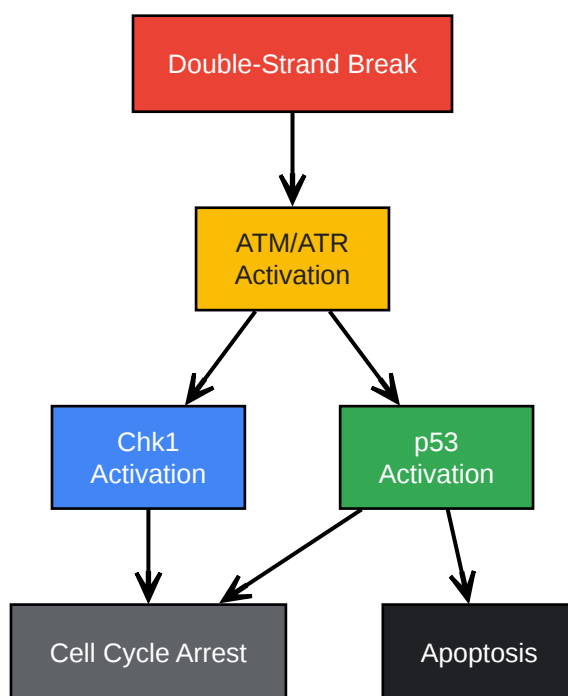 Double-Strand Break
ATM/ATR
Activation
Chk1
Activation
p53
Activation
Cell Cycle Arrest
Apoptosis